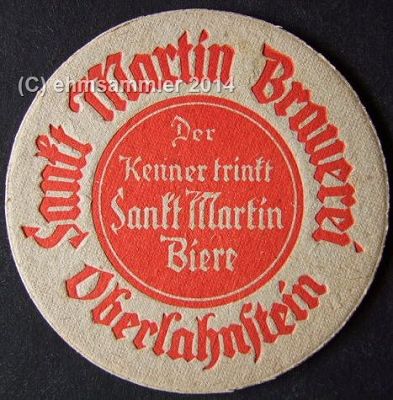 Sankt Martin Brauerei
Der
Kenner trinkt
Sankt Martin
Biere
Oberlahnstein
(C) ehmsammler 2014